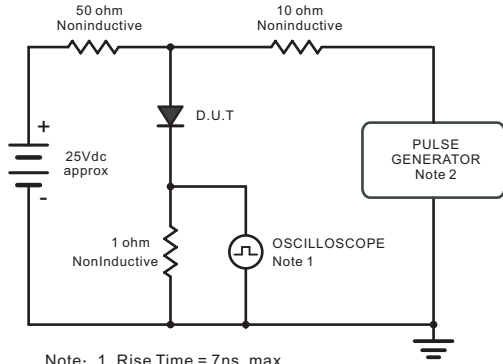 50 ohm
Noninductive
10 ohm
Noninductive
D.U.T
+
25Vdc
approx
-
PULSE
GENERATOR
Note 2
1 ohm
NonInductive
OSCILLOSCOPE
Note 1
Note: 1. Rise Time = 7ns. max